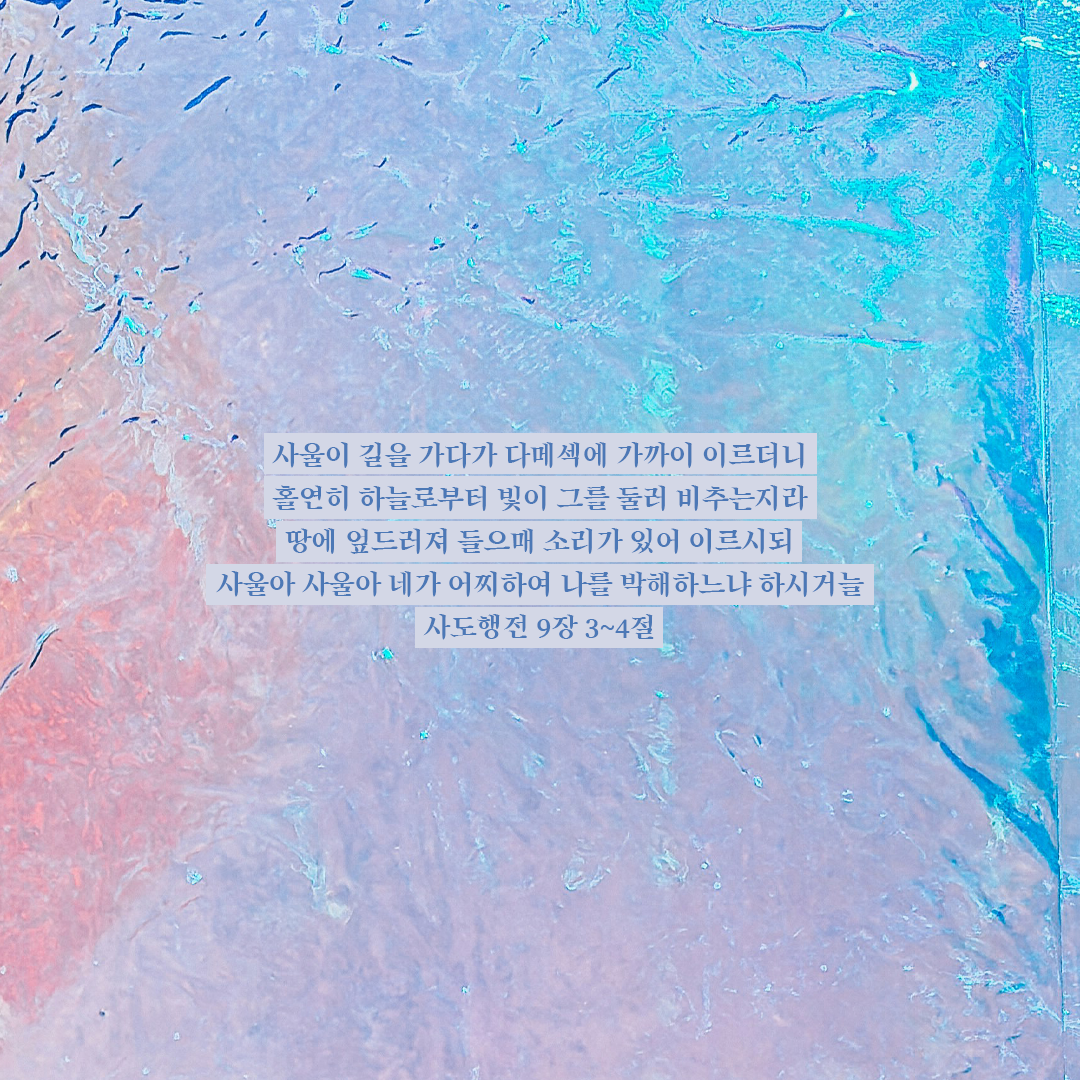 사울이 길을 가다가 다메섹에 가까이 이르더니
홀연히 하늘로부터 빛이 그를 둘러 비추는지라
땅에 엎드러져 들으매 소리가 있어 이르시되
사울아 사울아 네가 어찌하여 나를 박해하느냐 하시거늘
사도행전 9장 3~4절